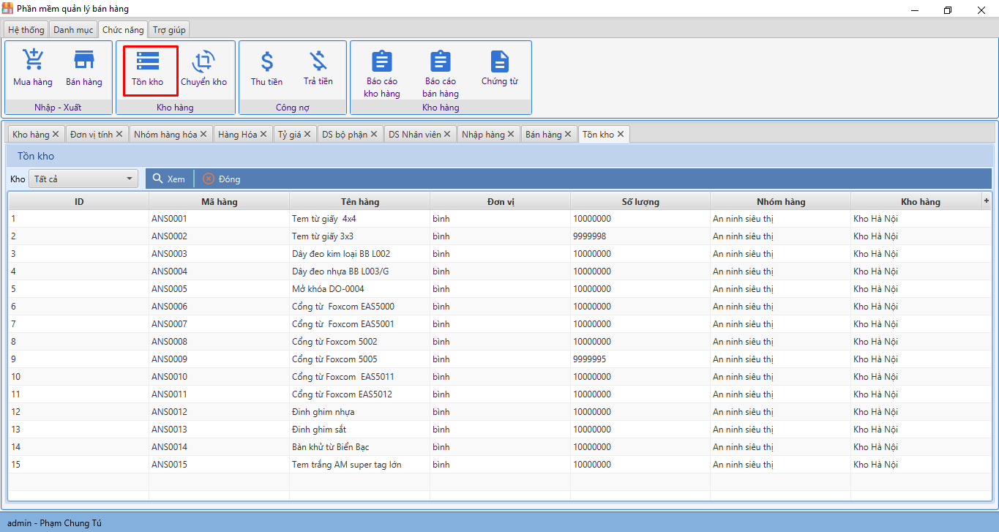 Phần mềm quản lý bán hàng
Hệ thống Danh mục Chức năng Trợ giúp
Mua hàng Bán hàng Tồn kho Chuyển kho Thu tiền Trả tiền Báo cáo kho hàng Báo cáo bán hàng Chứng từ
Nhập - Xuất Kho hàng Công nợ Kho hàng
Kho hàng Đơn vị tính Nhóm hàng hóa Hàng Hóa Tỷ giá DS bộ phận DS Nhân viên Nhập hàng Bán hàng Tồn kho
Tồn kho
Kho Tất cả Xem Đóng
ID Mã hàng Tên hàng Đơn vị Số lượng Nhóm hàng Kho hàng +
1 ANS0001 Tem từ giấy 4x4 bình 10000000 An ninh siêu thị Kho Hà Nội
2 ANS0002 Tem từ giấy 3x3 bình 9999998 An ninh siêu thị Kho Hà Nội
3 ANS0003 Dây đeo kim loại BB L002 bình 10000000 An ninh siêu thị Kho Hà Nội
4 ANS0004 Dây đeo nhựa BB L003/G bình 10000000 An ninh siêu thị Kho Hà Nội
5 ANS0005 Mở khóa DO-0004 bình 10000000 An ninh siêu thị Kho Hà Nội
6 ANS0006 Cổng từ Foxcom EAS5000 bình 10000000 An ninh siêu thị Kho Hà Nội
7 ANS0007 Cổng từ Foxcom EAS5001 bình 10000000 An ninh siêu thị Kho Hà Nội
8 ANS0008 Cổng từ Foxcom 5002 bình 10000000 An ninh siêu thị Kho Hà Nội
9 ANS0009 Cổng từ Foxcom 5005 bình 9999995 An ninh siêu thị Kho Hà Nội
10 ANS0010 Cổng từ Foxcom EAS5011 bình 10000000 An ninh siêu thị Kho Hà Nội
11 ANS0011 Cổng từ Foxcom EAS5012 bình 10000000 An ninh siêu thị Kho Hà Nội
12 ANS0012 Đinh ghim nhựa bình 10000000 An ninh siêu thị Kho Hà Nội
13 ANS0013 Đinh ghim sắt bình 10000000 An ninh siêu thị Kho Hà Nội
14 ANS0014 Bàn khử từ Biển Bạc bình 10000000 An ninh siêu thị Kho Hà Nội
15 ANS0015 Tem trắng AM super tag lớn bình 10000000 An ninh siêu thị Kho Hà Nội
admin - Phạm Chung Tú